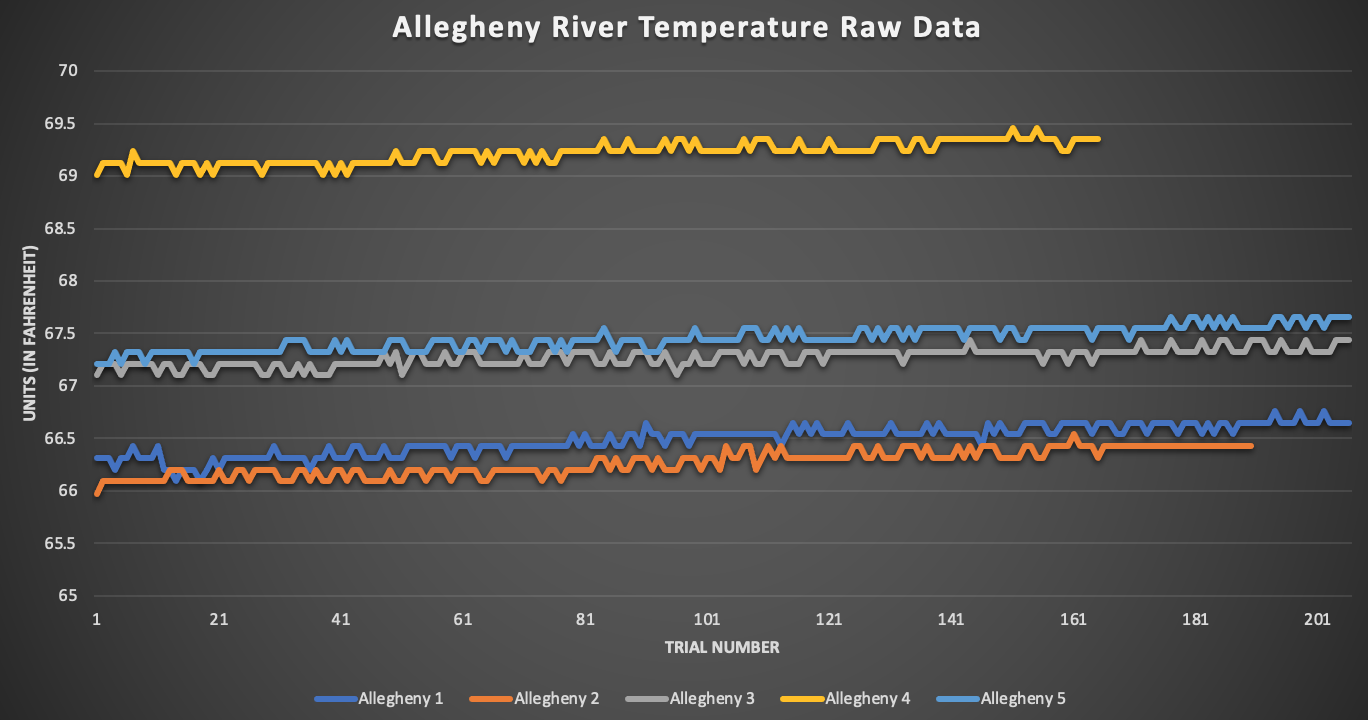 Allegheny River Temperature Raw Data
70
69.5
69
68.5
68
67.5
67
66.5
66
65.5
65
UNITS (IN FAHRENHEIT)
1 21 41 61 81 101 121 141 161 181 201
TRIAL NUMBER
Allegheny 1 Allegheny 2 Allegheny 3 Allegheny 4 Allegheny 5